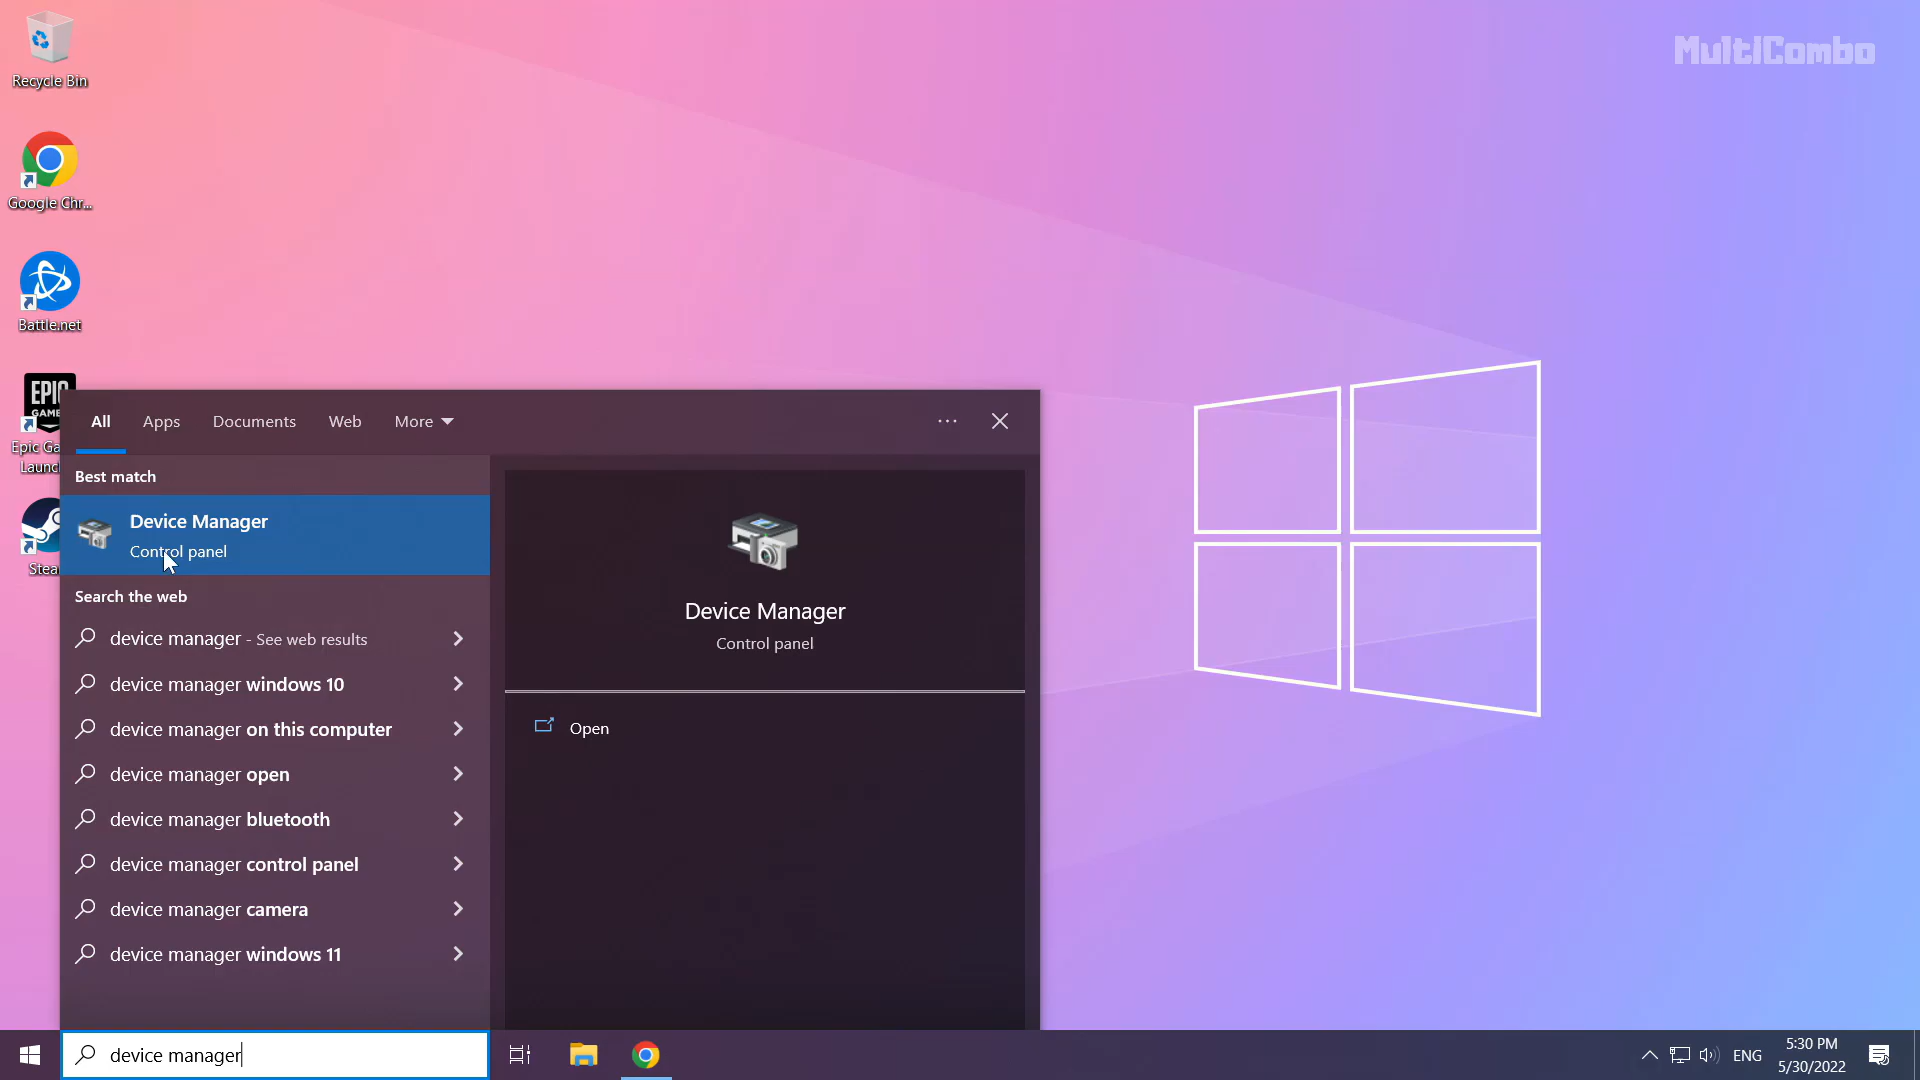 MultiCombo
Recycle Bin
Google Chr...
Battle.net
EPIC
GAME
Epic Ga
Launc
Stea
All
Apps
Documents
Web
More
Best match
Device Manager
Control panel
Search the web
device manager - See web results
device manager windows 10
device manager on this computer
device manager open
device manager bluetooth
device manager control panel
device manager camera
device manager windows 11
Device Manager
Control panel
Open
device manager
ENG
5:30 PM
5/30/2022